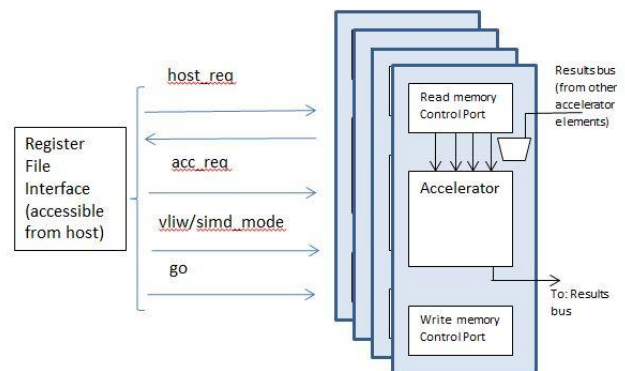 host_req
Register
File
Interface
(accessible
from host)
acc_req
vliw/simd_mode
go
Read memory
Control Port
Accelerator
Write memory
Control Port
Results bus
(from other
accelerator
elements)
To: Results
bus